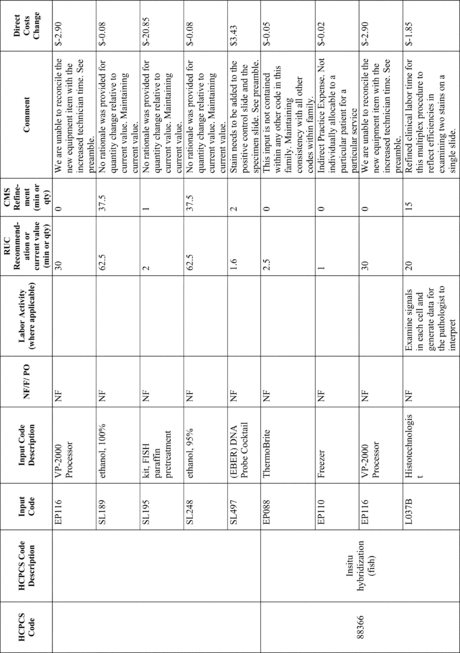 HCPCS
Code
HCPCS Code
Description
Input
Code
Input Code
Description
NF/F/ PO
Labor Activity
(where applicable)
RUC
Recommend-
ation or
current value
(min or qty)
CMS
Refine-
ment
(min or
qty)
Comment
Direct
Costs
Change
EP116
VP-2000
Processor
NF
30
0
We are unable to reconcile the
new equipment item with the
increased technician time. See
preamble.
$-2.90
SL189
ethanol, 100%
NF
62.5
37.5
No rationale was provided for
quantity change relative to
current value. Maintaining
current value.
$-0.08
SL195
kit, FISH
paraffin
pretreatment
NF
2
1
No rationale was provided for
quantity change relative to
current value. Maintaining
current value.
$-20.85
SL248
ethanol, 95%
NF
62.5
37.5
No rationale was provided for
quantity change relative to
current value. Maintaining
current value.
$-0.08
SL497
(EBER) DNA
Probe Cocktail
NF
1.6
2
Stain needs to be added to the
positive control slide and the
specimen slide. See preamble.
$3.43
88366
Insitu
hybridization
(fish)
EP088
ThermoBrite
NF
2.5
0
This input is not contained
within any other code in this
family. Maintaining
consistency with all other
codes within family.
$-0.05
EP110
Freezer
NF
1
0
Indirect Practice Expense. Not
individually allocable to a
particular patient for a
particular service
$-0.02
EP116
VP-2000
Processor
NF
30
0
We are unable to reconcile the
new equipment item with the
increased technician time. See
preamble.
$-2.90
L037B
Histotechnologis
t
NF
Examine signals
in each cell and
generate data for
the pathologist to
interpret
20
15
Refined clinical labor time for
this multiplex procedure to
reflect efficiencies in
examining two stains on a
single slide.
$-1.85